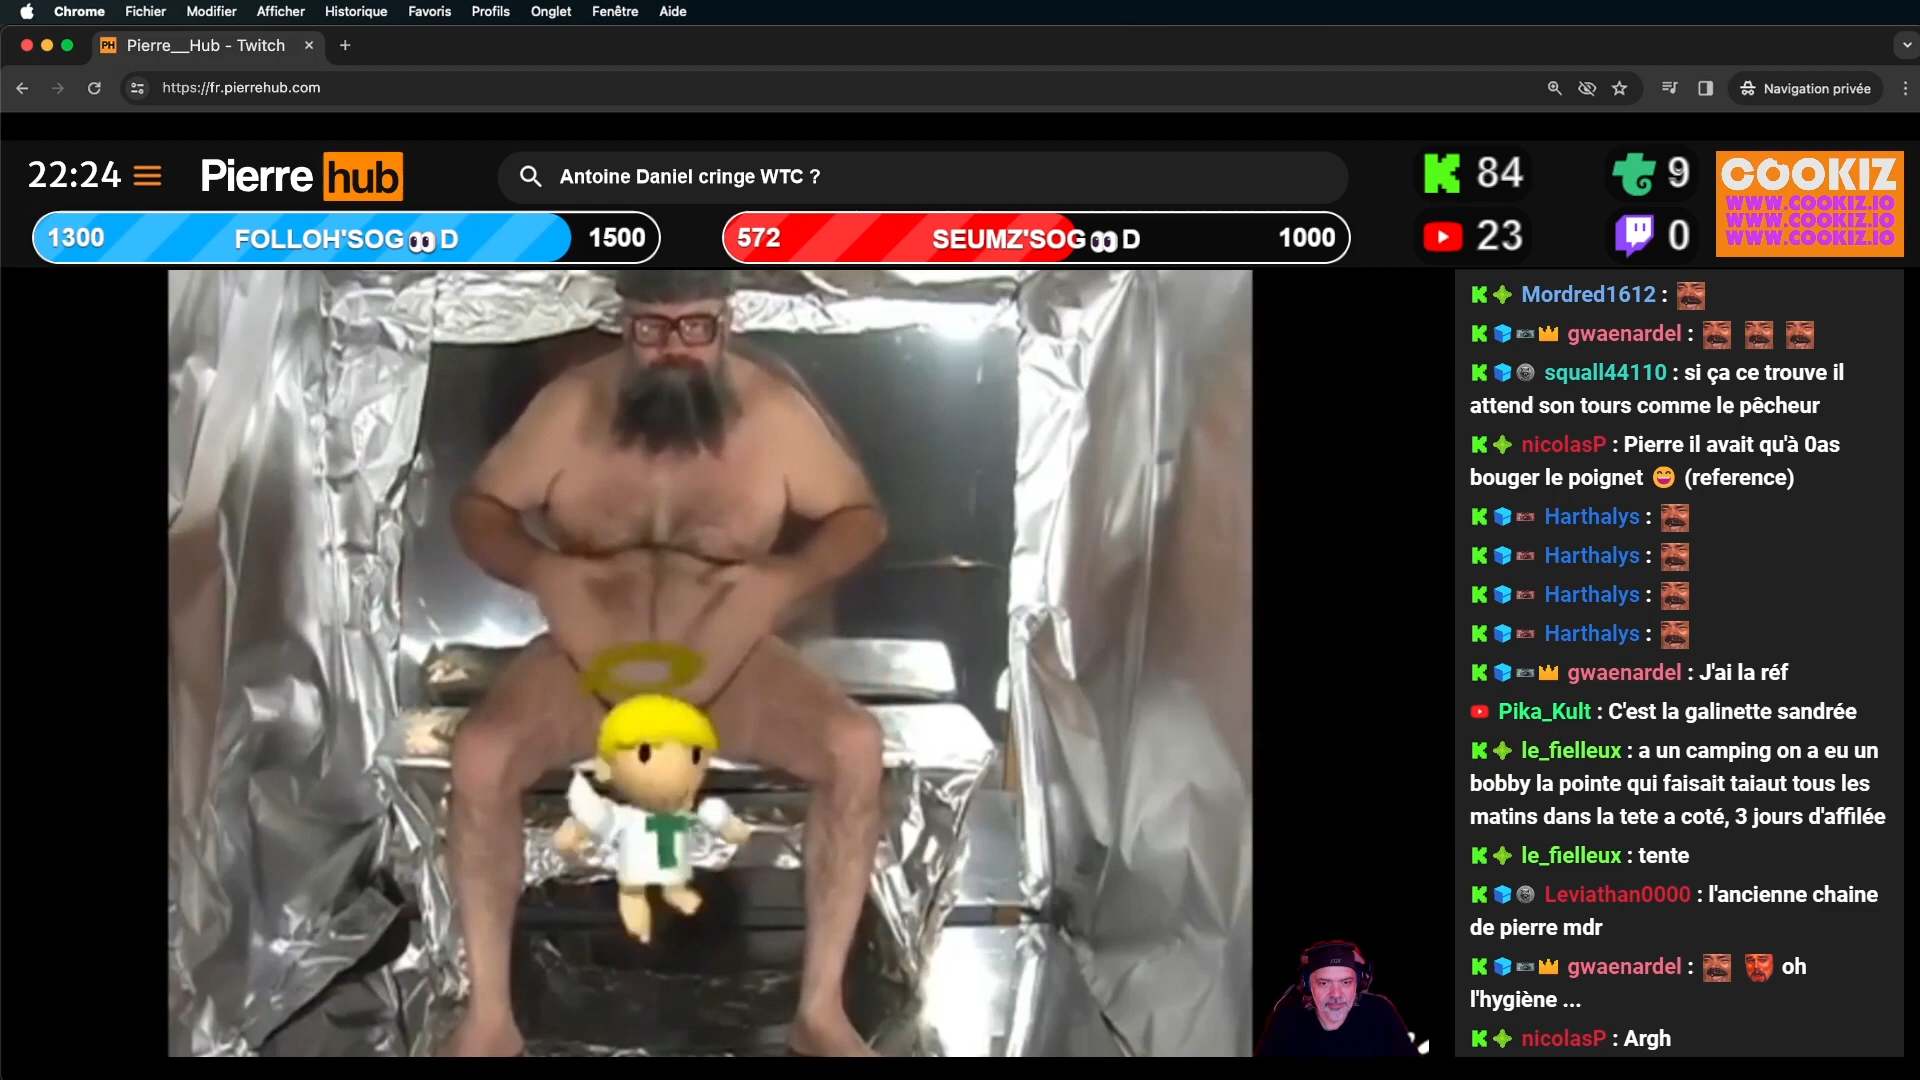 Chrome Fichier Modifier Afficher Historique Favoris Profils Onglet Fenêtre Aide
PH Pierre__Hub - Twitch
https://fr.pierrehub.com
Navigation privée
22:24
Pierre hub
Antoine Daniel cringe WTC ?
84
9
COOKIZ
WWW.COOKIZ.IO
WWW.COOKIZ.IO
WWW.COOKIZ.IO
1300 FOLLOH'SOG👀D 1500
572 SEUMZ'SOG👀D 1000
23
0
Mordred1612 :
gwaenardel :
squall44110 : si ça ce trouve il
attend son tours comme le pêcheur
nicolasP : Pierre il avait qu'à 0as
bouger le poignet 😄 (reference)
Harthalys :
Harthalys :
Harthalys :
Harthalys :
gwaenardel : J'ai la réf
Pika_Kult : C'est la galinette sandrée
le_fielleux : a un camping on a eu un
bobby la pointe qui faisait taiaut tous les
matins dans la tete a coté, 3 jours d'affilée
le_fielleux : tente
Leviathan0000 : l'ancienne chaine
de pierre mdr
gwaenardel : oh
l'hygiène ...
nicolasP : Argh
T